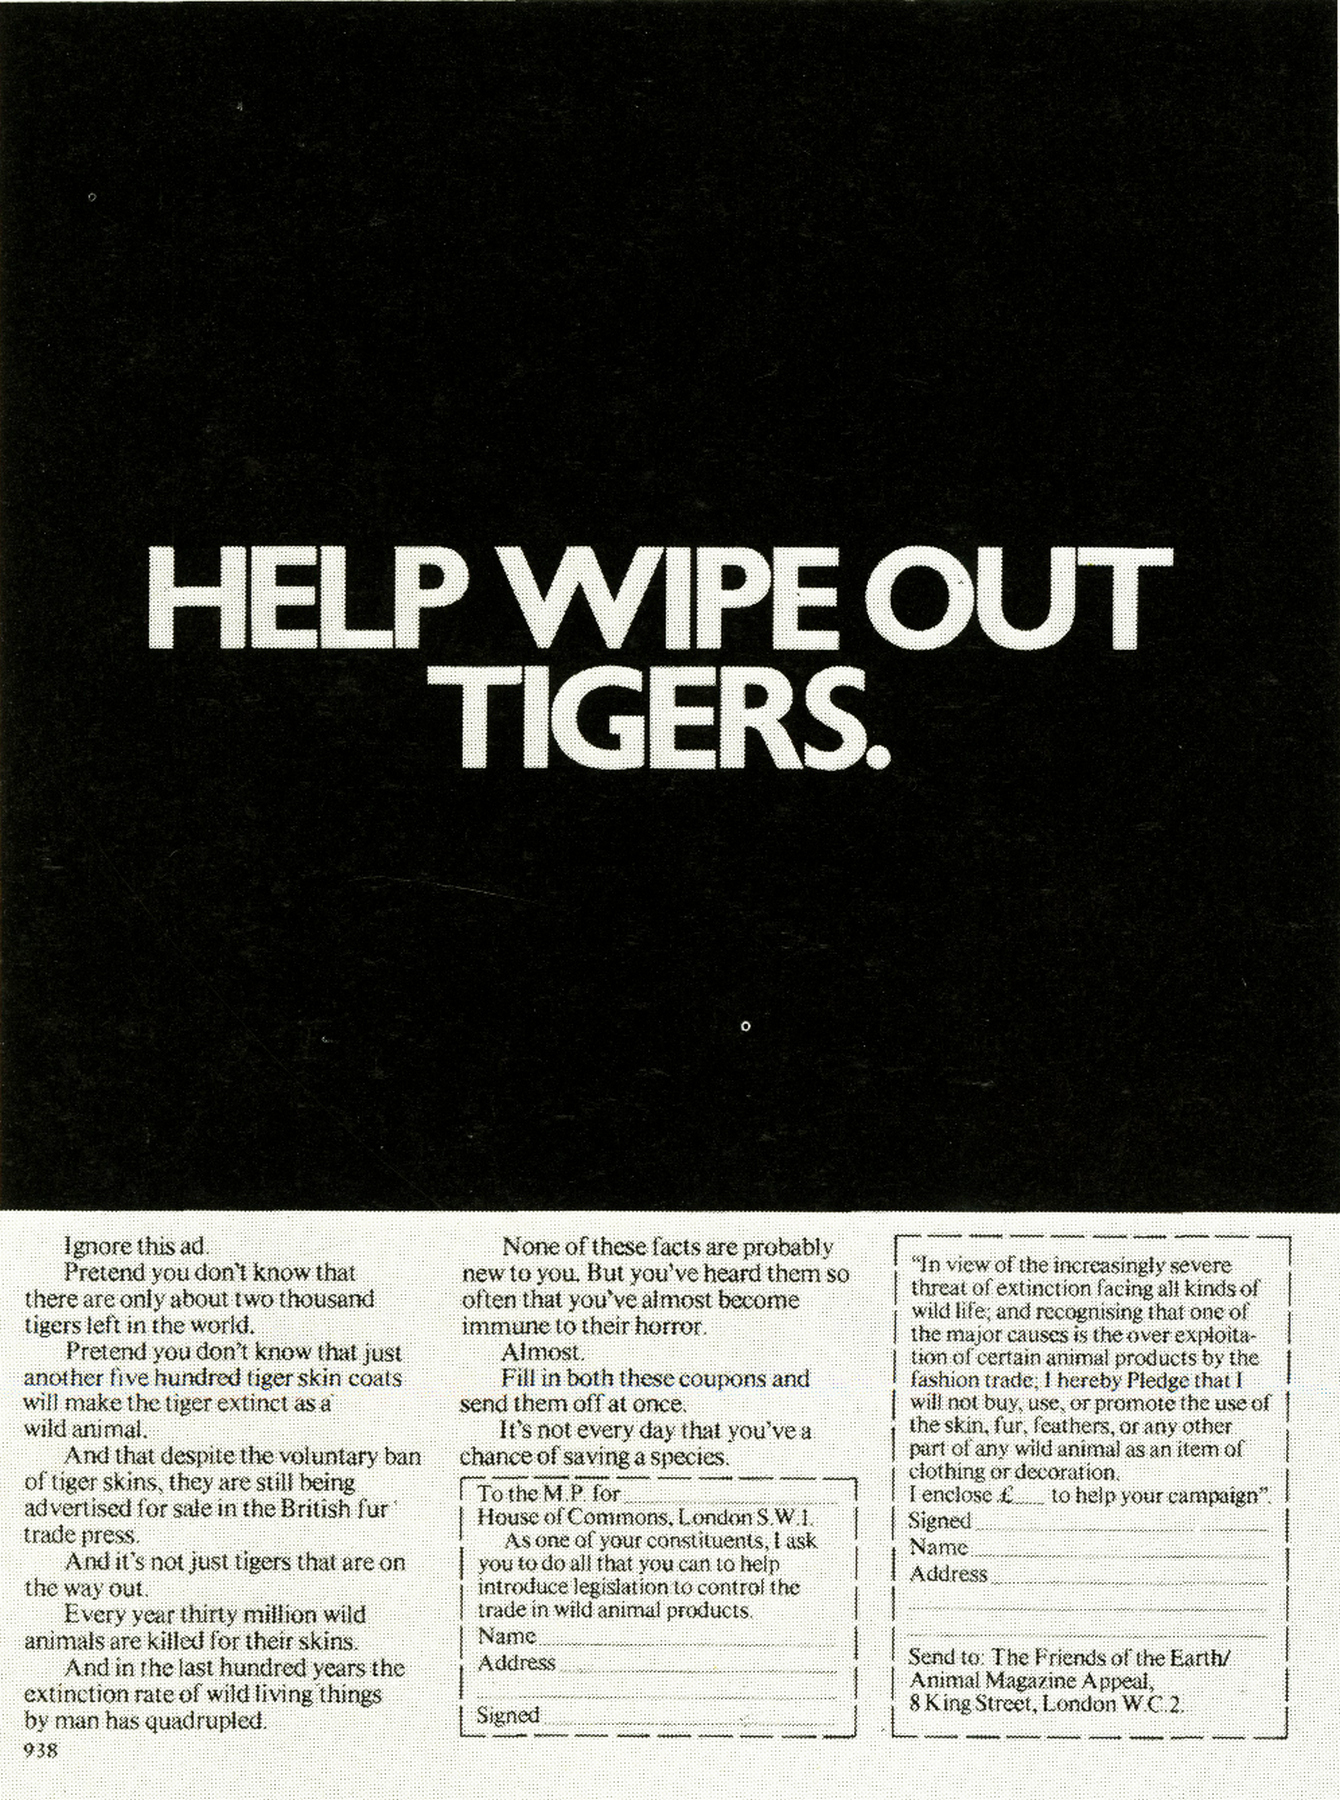 HELP WIPE OUT
TIGERS.
Ignore this ad.
Pretend you don't know that
there are only about two thousand
tigers left in the world.
Pretend you don't know that just
another five hundred tiger skin coats
will make the tiger extinct as a
wild animal.
And that despite the voluntary ban
of tiger skins, they are still being
advertised for sale in the British fur
trade press.
And it's not just tigers that are on
the way out.
Every year thirty million wild
animals are killed for their skins.
And in the last hundred years the
extinction rate of wild living things
by man has quadrupled.
938
None of these facts are probably
new to you. But you've heard them so
often that you've almost become
immune to their horror.
Almost.
Fill in both these coupons and
send them off at once.
It's not every day that you've a
chance of saving a species.
To the M.P. for
House of Commons, London S.W.1.
As one of your constituents, I ask
you to do all that you can to help
introduce legislation to control the
trade in wild animal products.
Name
Address
Signed
"In view of the increasingly severe
threat of extinction facing all kinds of
wild life; and recognising that one of
the major causes is the over exploita-
tion of certain animal products by the
fashion trade; I hereby Pledge that I
will not buy, use, or promote the use of
the skin, fur, feathers, or any other
part of any wild animal as an item of
clothing or decoration.
I enclose £___ to help your campaign".
Signed
Name
Address
Send to: The Friends of the Earth/
Animal Magazine Appeal,
8 King Street, London W.C.2.